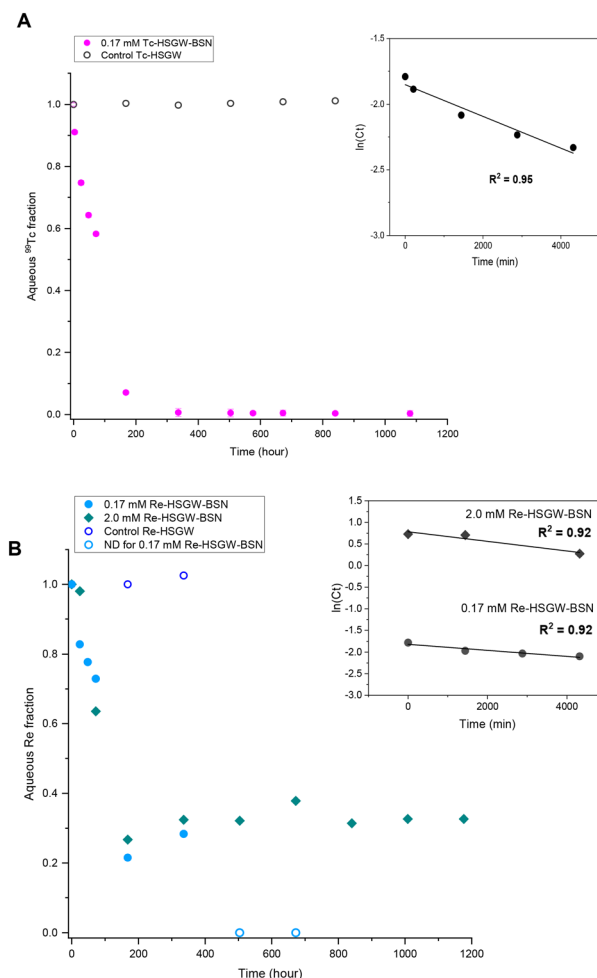 A
0.17 mM Tc-HSGW-BSN
Control Tc-HSGW
Aqueous ⁹⁹Tc fraction
1.0
0.8
0.6
0.4
0.2
0.0
0 200 400 600 800 1000 1200
Time (hour)
ln(Ct)
-1.5
-2.0
-2.5
-3.0
R² = 0.95
0 2000 4000
Time (min)
0.17 mM Re-HSGW-BSN
2.0 mM Re-HSGW-BSN
Control Re-HSGW
ND for 0.17 mM Re-HSGW-BSN
B
Aqueous Re fraction
1.0
0.8
0.6
0.4
0.2
0.0
0 200 400 600 800 1000 1200
Time (hour)
ln(Ct)
1.5
1.0
0.5
0.0
-0.5
-1.0
-1.5
-2.0
-2.5
-3.0
2.0 mM Re-HSGW-BSN
R² = 0.92
0.17 mM Re-HSGW-BSN
R² = 0.92
0 2000 4000
Time (min)